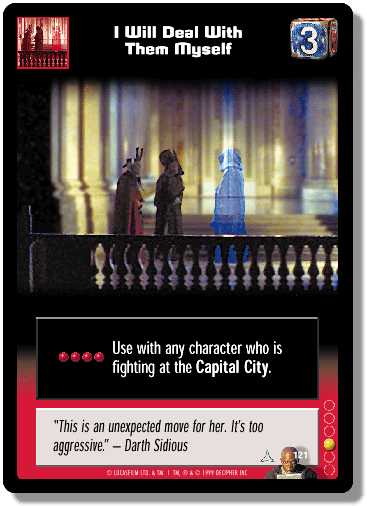 I Will Deal With
Them Myself
3
Use with any character who is
fighting at the Capital City.
"This is an unexpected move for her. It's too
aggressive." – Darth Sidious
121
© LUCASFILM LTD. & TM. | TM, ® & © 1999 DECIPHER INC.